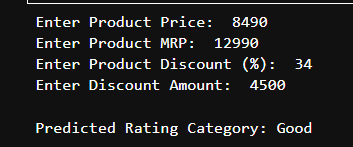 Enter Product Price:  8490
Enter Product MRP:  12990
Enter Product Discount (%):  34
Enter Discount Amount:  4500
Predicted Rating Category: Good